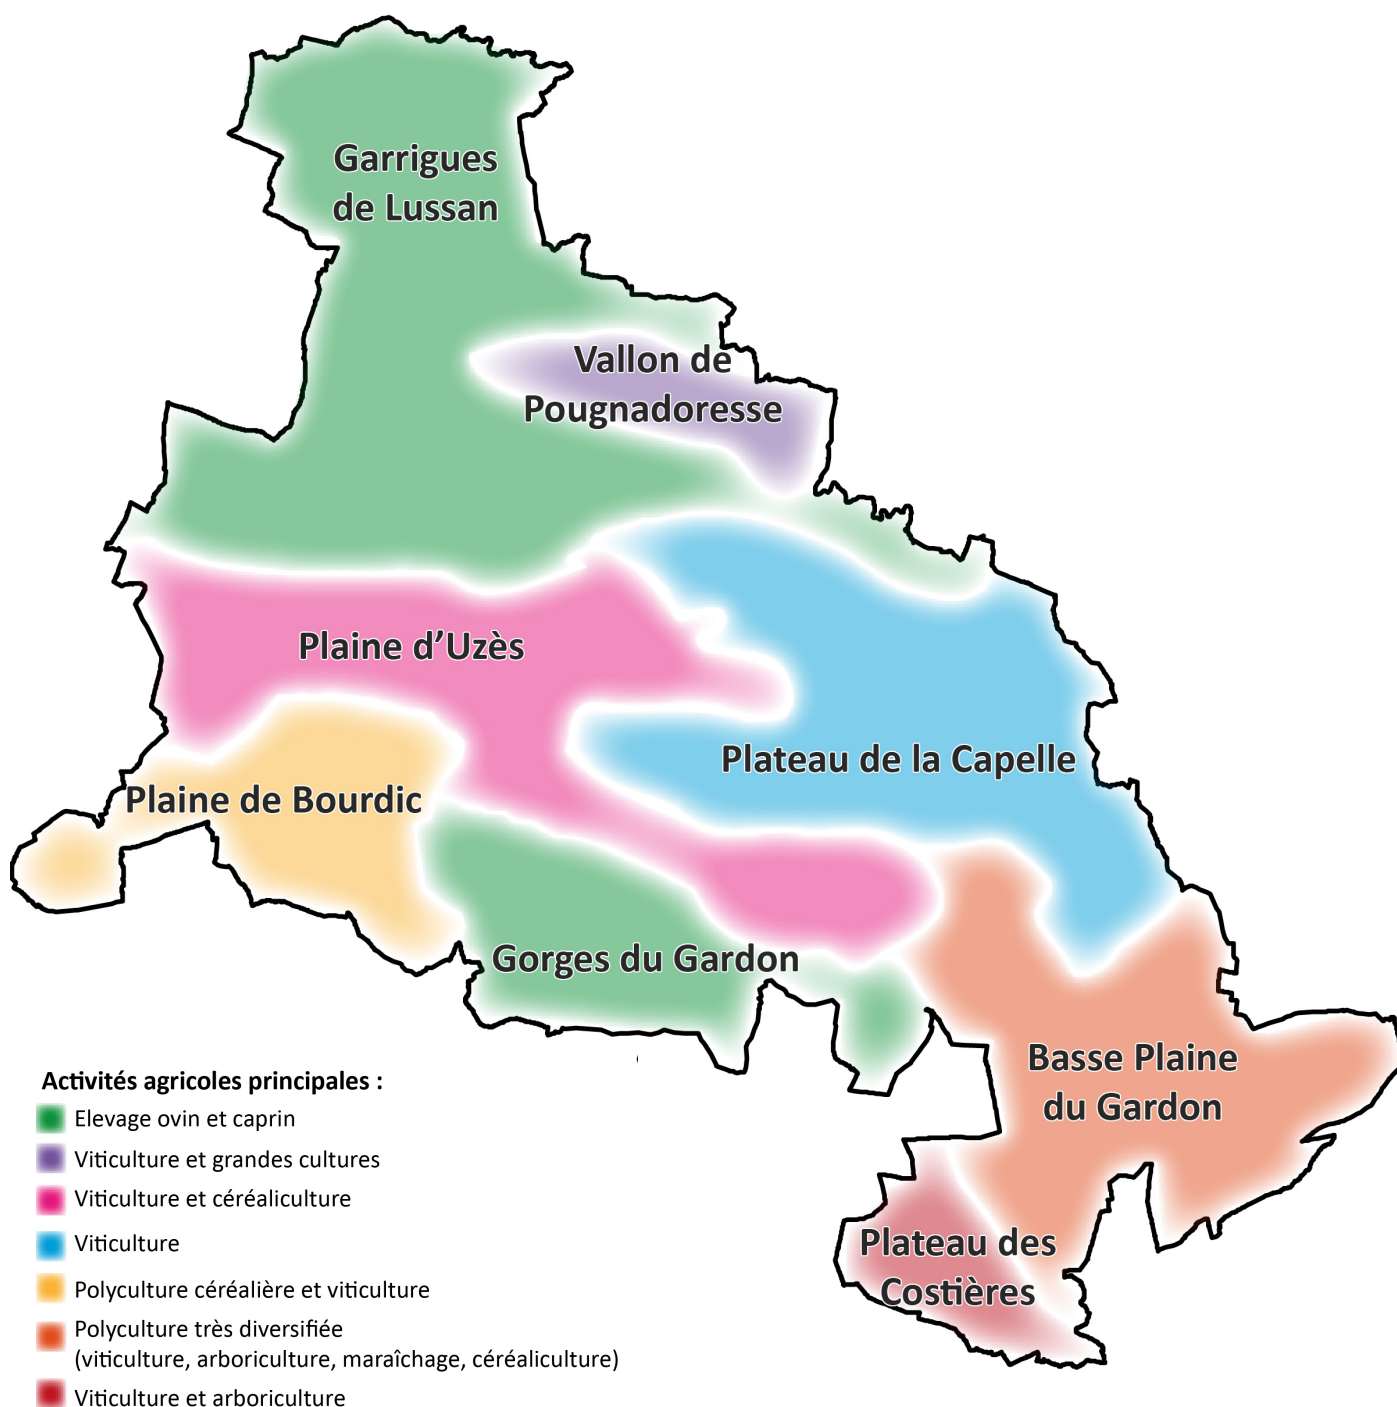 Garrigues
de Lussan
Vallon de
Pougnadoresse
Plaine d’Uzès
Plateau de la Capelle
Plaine de Bourdic
Gorges du Gardon
Basse Plaine
du Gardon
Plateau des
Costières
Activités agricoles principales :
Elevage ovin et caprin
Viticulture et grandes cultures
Viticulture et céréaliculture
Viticulture
Polyculture céréalière et viticulture
Polyculture très diversifiée
(viticulture, arboriculture, maraîchage, céréaliculture)
Viticulture et arboriculture